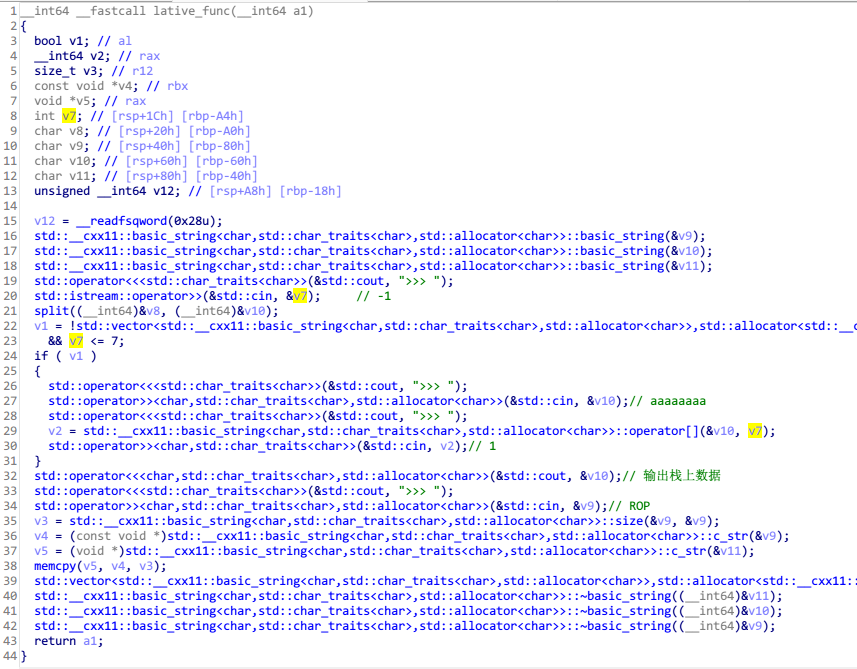 1 __int64 __fastcall lative_func(__int64 a1)
2 {
3 bool v1; // al
4 __int64 v2; // rax
5 size_t v3; // r12
6 const void *v4; // rbx
7 void *v5; // rax
8 int v7; // [rsp+1Ch] [rbp-A4h]
9 char v8; // [rsp+20h] [rbp-A0h]
10 char v9; // [rsp+40h] [rbp-80h]
11 char v10; // [rsp+60h] [rbp-60h]
12 char v11; // [rsp+80h] [rbp-40h]
13 unsigned __int64 v12; // [rsp+A8h] [rbp-18h]
14
15 v12 = __readfsqword(0x28u);
16 std::__cxx11::basic_string<char,std::char_traits<char>,std::allocator<char>>::basic_string(&v9);
17 std::__cxx11::basic_string<char,std::char_traits<char>,std::allocator<char>>::basic_string(&v10);
18 std::__cxx11::basic_string<char,std::char_traits<char>,std::allocator<char>>::basic_string(&v11);
19 std::operator<<<std::char_traits<char>>(&std::cout, ">>> ");
20 std::istream::operator>>(&std::cin, &v7); // -1
21 split((__int64)&v8, (__int64)&v10);
22 v1 = !std::vector<std::__cxx11::basic_string<char,std::char_traits<char>,std::allocator<char>>,std::allocator<std::__c
23 && v7 <= 7;
24 if ( v1 )
25 {
26 std::operator<<<std::char_traits<char>>(&std::cout, ">>> ");
27 std::operator>><char,std::char_traits<char>,std::allocator<char>>(&std::cin, &v10);// aaaaaaaa
28 std::operator<<<std::char_traits<char>>(&std::cout, ">>> ");
29 v2 = std::__cxx11::basic_string<char,std::char_traits<char>,std::allocator<char>>::operator[](&v10, v7);
30 std::operator>><char,std::char_traits<char>>(&std::cin, v2);// 1
31 }
32 std::operator<<<char,std::char_traits<char>,std::allocator<char>>(&std::cout, &v10);// 输出栈上数据
33 std::operator<<<std::char_traits<char>>(&std::cout, ">>> ");
34 std::operator>><char,std::char_traits<char>,std::allocator<char>>(&std::cin, &v9);// ROP
35 v3 = std::__cxx11::basic_string<char,std::char_traits<char>,std::allocator<char>>::size(&v9, &v9);
36 v4 = (const void *)std::__cxx11::basic_string<char,std::char_traits<char>,std::allocator<char>>::c_str(&v9);
37 v5 = (void *)std::__cxx11::basic_string<char,std::char_traits<char>,std::allocator<char>>::c_str(&v11);
38 memcpy(v5, v4, v3);
39 std::vector<std::__cxx11::basic_string<char,std::char_traits<char>,std::allocator<char>>,std::allocator<std::__cxx11::
40 std::__cxx11::basic_string<char,std::char_traits<char>,std::allocator<char>>::~basic_string((__int64)&v11);
41 std::__cxx11::basic_string<char,std::char_traits<char>,std::allocator<char>>::~basic_string((__int64)&v10);
42 std::__cxx11::basic_string<char,std::char_traits<char>,std::allocator<char>>::~basic_string((__int64)&v9);
43 return a1;
44 }